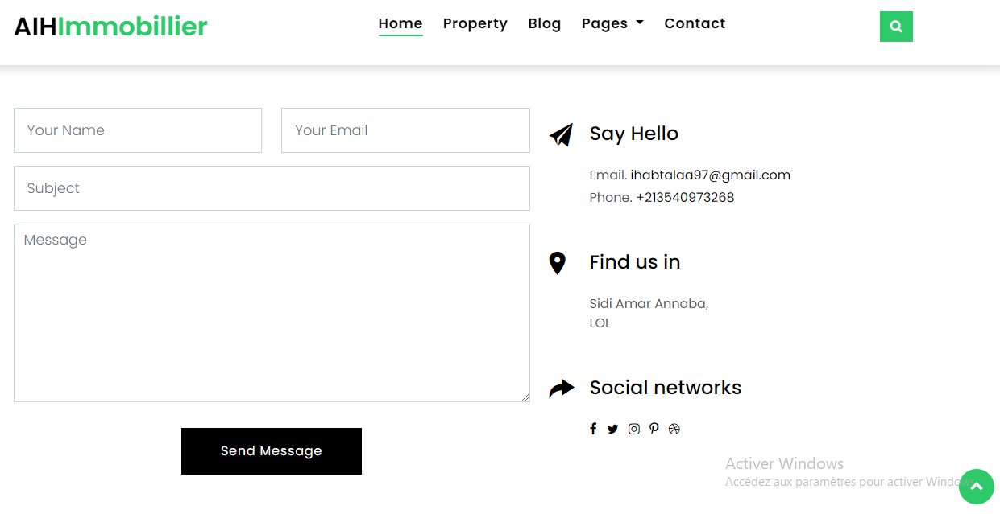 AIHImmobillier
Home Property Blog Pages Contact
Your Name
Your Email
Subject
Message
Send Message
Say Hello
Email. ihabtalaa97@gmail.com
Phone. +213540973268
Find us in
Sidi Amar Annaba,
LOL
Social networks
Activer Windows
Accédez aux paramètres pour activer Windows.